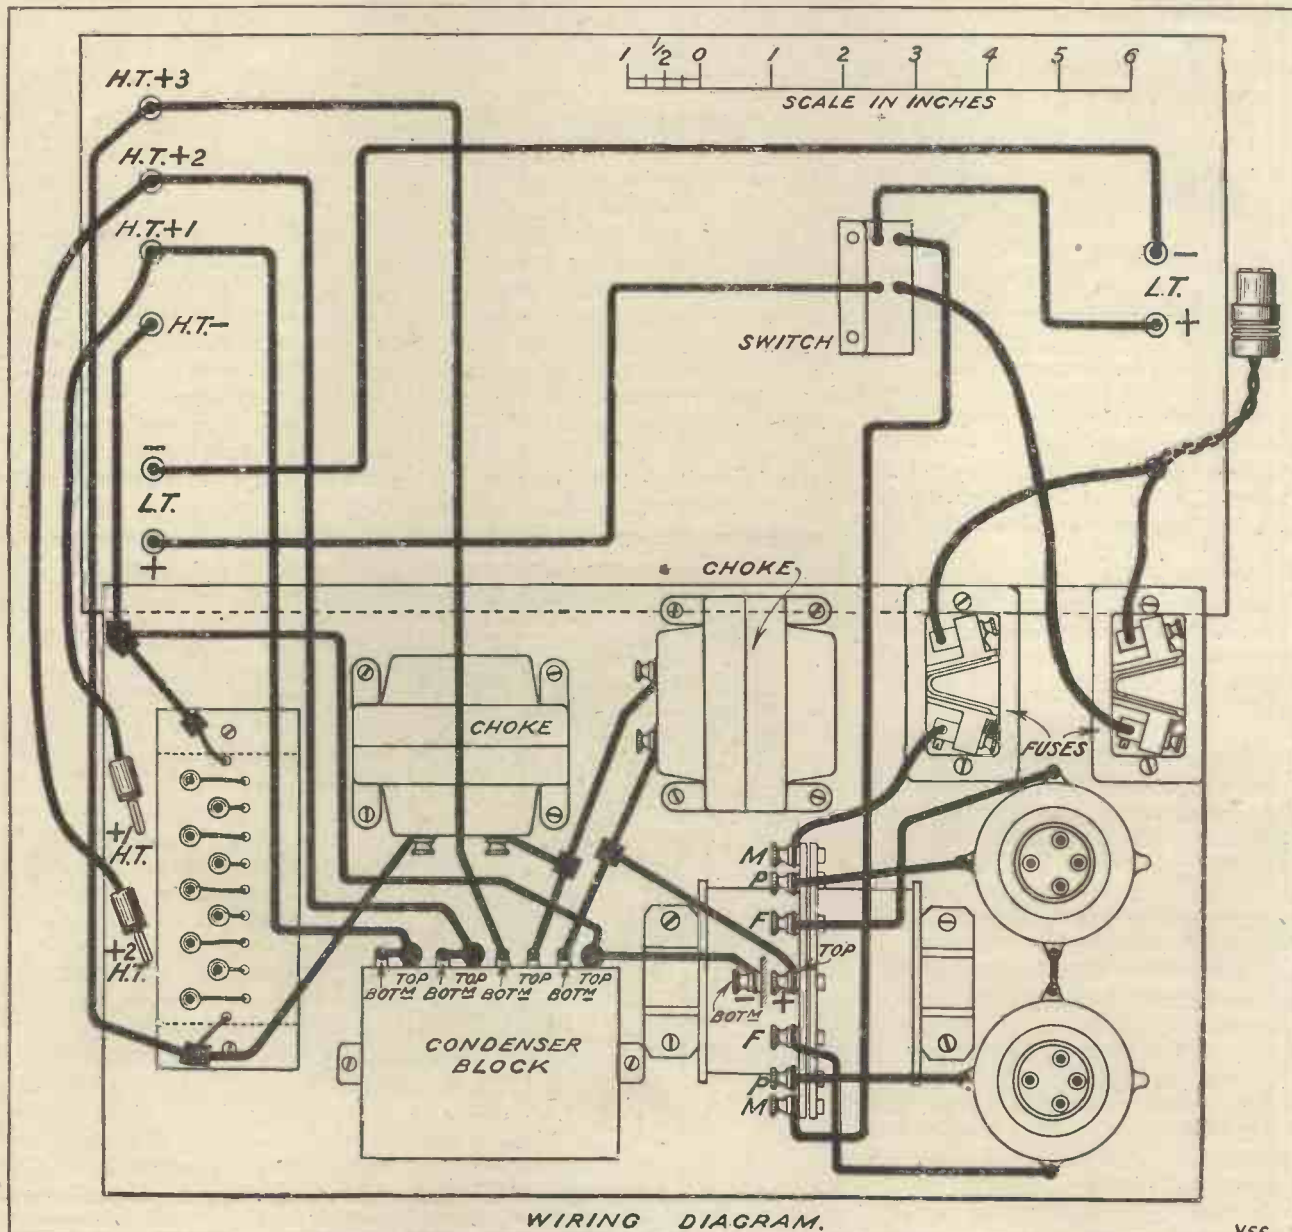 1 1/2 0 1 2 3 4 5 6
SCALE IN INCHES
H.T.+3
H.T.+2
H.T.+1
H.T.-
-
L.T.
+
SWITCH
-
L.T.
+
CHOKE
CHOKE
FUSES
+1
H.T.
+2
H.T.
M
P
F
TOP
- +
BOTM
F
P
M
TOP TOP TOP TOP
BOTM BOTM BOTM BOTM
CONDENSER
BLOCK
WIRING DIAGRAM.